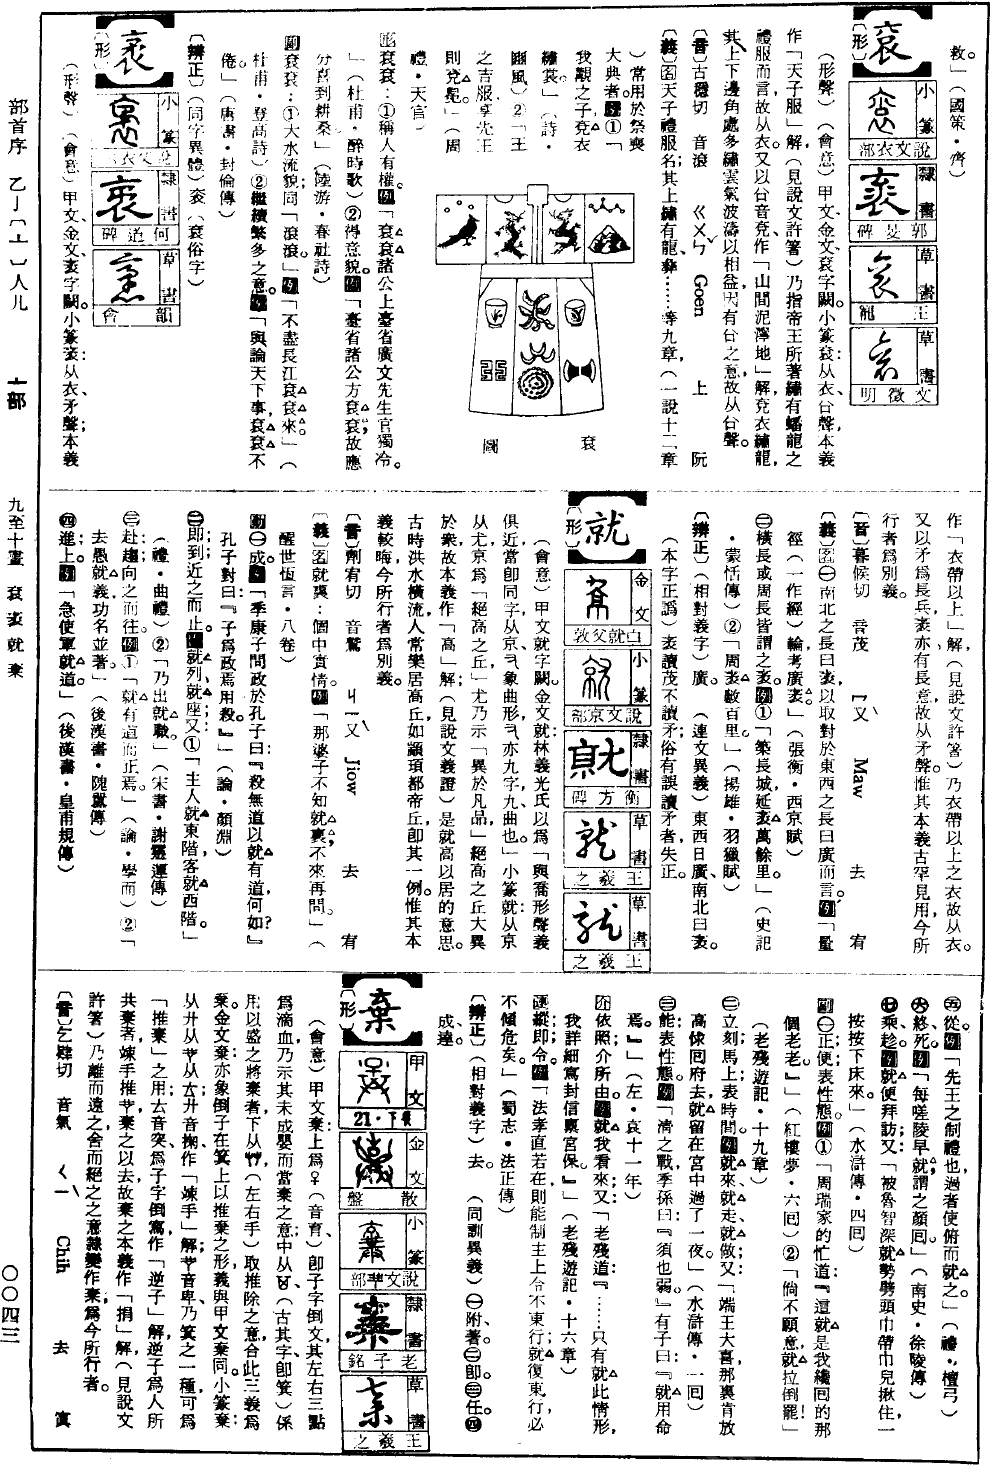 救。」（國策·齊）
袞
〔形〕
小篆 說文衣部
隸書 郭旻碑
草書 王寵
草書 文徵明
（形聲）（會意）甲文、金文袞字闕。小篆袞：从衣、台聲，本義
作「天子服」解，（見說文許箸）乃指帝王所著繡有蟠龍之
禮服而言，故从衣。又以台音兗，作「山間泥濘地」解，兗衣繡龍，
其上下邊角處多繡雲氣波濤以相益，因有台之意，故从台聲。
〔音〕古穩切 音滾 ㄍㄨㄣˇ Goen 上 阮
〔義〕名天子禮服名，其上繡有龍、彝……等九章，（一說十二章
）常用於祭喪
大典者。例①「
我覯之子，袞衣
繡裳。」（詩·
豳風）②「王
之吉服，享先王
則袞冕。」（周
禮·天官）
袞
圖
形袞袞：①稱人有權。例「袞袞諸公上臺省，廣文先生官獨冷。
」（杜甫·醉時歌）②得意貌。例「臺省諸公方袞袞，故應
分喜到耕桑」（陸游·春社詩）
副袞袞：①大水流貌；同「滾滾」。例「不盡長江袞袞來」（
杜甫·登高詩）②繼續繁多之意。例「與論天下事，袞袞不
倦。」（唐書·封倫傳）
〔辨正〕（同字異體）衮（袞俗字）
袤
〔形〕
小篆 說文衣部
隸書 何道碑
草書 韻會
（形聲）（會意）甲文、金文袤字闕。小篆袤：从衣、矛聲；本義
作「衣帶以上」解，（見說文許箸）乃衣帶以上之衣，故从衣。
又以矛爲長兵，袤亦有長意，故从矛聲。惟其本義古罕見用，今所
行者爲別義。
〔音〕暮候切 音茂 ㄇㄡˋ Maw 去 宥
〔義〕名㊀南北之長曰袤；以取對於東西之長曰廣而言。例「量
徑（一作經）輪，考廣袤。」（張衡·西京賦）
㊁橫長或周長皆謂之袤。例①「築長城，延袤萬餘里。」（史記
·蒙恬傳）②「周袤數百里。」（揚雄·羽獵賦）
〔辨正〕（相對義字）廣。（連文異義）東西曰廣，南北曰袤。
（本字正譌）袤讀茂不讀矛；俗有誤讀矛者，失正。
就
〔形〕
金文 白就父敦
小篆 說文京部
隸書 衡方碑
草書 王羲之
草書 王羲之
（會意）甲文就字闕。金文就林義光氏以爲「與喬形聲義
俱近，當卽同字，从京，象曲形，亦九字，九曲也。」小篆就：从京
从尤，京爲「絕高之丘」，尤乃示「異於凡品」，絕高之丘大異
於衆，故本義作「高」解，（見說文義證）是就高以居的意思。
古時洪水橫流，人常樂居高丘，如顓頊都帝丘，卽其一例。惟其本
義較晦，今所行者爲別義。
〔音〕劑宥切 音鷲 ㄐㄧㄡˋ Jiow 去 宥
〔義〕名就裏：個中實情。例「那婆子不知就裏，不來再問。」（
醒世恆言·八卷）
動㊀成。例「季康子問政於孔子曰：『殺無道以就有道，何如？』
孔子對曰：『子爲政，焉用殺。』」（論·顏淵）
㊁卽；到近之而止。例就列；就座；又①「主人就東階，客就西階。」
（禮·曲禮）②「乃出就職」（宋書·謝靈運傳）
㊂赴；趨向之而往。例①「就有道而正焉。」（論·學而）②「
去愚就義，功名並著。」（後漢書·隗囂傳）
㊃進上。例「急使軍就道」（後漢書·皇甫規傳）
㊄從。例「先王之制禮也，過者使俯而就之。」（禮·檀弓）
㊅終；死。例「每嗟陵早就，謂之顏回。」（南史·徐陵傳）
㊆乘；趁。例就便拜訪；又「被魯智深就勢劈頭巾帶巾兒揪住，一
按按下床來。」（水滸傳·四回）
副㊀正；便；表性態。例①「周瑞家的忙道：『這就是我纔回的那
個老老。』」（紅樓夢·六回）②「倘不願意，就拉倒罷！」
（老殘遊記·十九章）
㊁立刻；馬上；表時間。例就來；就走；就做；又「端王大喜，那裏肯放
高俅回府去，就留在宮中過了一夜。」（水滸傳·一回）
㊂能；表性態。例「清之戰，季孫曰：『須也弱。』有子曰：『就用命
焉。』」（左·哀十一年）
介依照；介所由。例就我看來；又「老殘道：『……只有就此情形，
我詳細寫封信稟宮保。』」（老殘遊記·十六章）
連縱；卽令。例「法孝直若在，則能制主上令不東行；就復東行，必
不傾危矣。」（蜀志·法正傳）
〔辨正〕（相對義字）去。（同訓異義）㊀附、著。㊁卽。㊂任。㊃
成、達。
棄
〔形〕
甲文
金文 散盤
小篆 說文𠦒部
隸書 老子銘
草書 王羲之
（會意）甲文棄：上爲（音育，）卽子字倒文，其左右三點
爲滴血，乃示其未成嬰而當棄之意；中从（古其字，卽箕）係
用以盛之將棄者；下从（左右手）取推除之意，合此三義爲
棄。金文棄：亦象倒子在箕上以推棄之形，義與甲文棄同。小篆棄：
从廾从𠦒从𠫓，廾音拱，作「竦手」解；𠦒音卑，乃箕之一種，可爲
「推棄」之用；𠫓音突，爲子字倒寫，作「逆子」解，逆子爲人所
共棄者，竦手推𠦒棄之以去，故棄之本義作「捐」解，（見說文
許箸）乃離而遠之，舍而絕之之意。隸變作棄，爲今所行者。
〔音〕乞肄切 音氣 ㄑㄧˋ Chih 去 寘
部首序 乙亅〔亠〕人儿 亠部 九至十畫 袞 袤 就 棄
〇〇四三